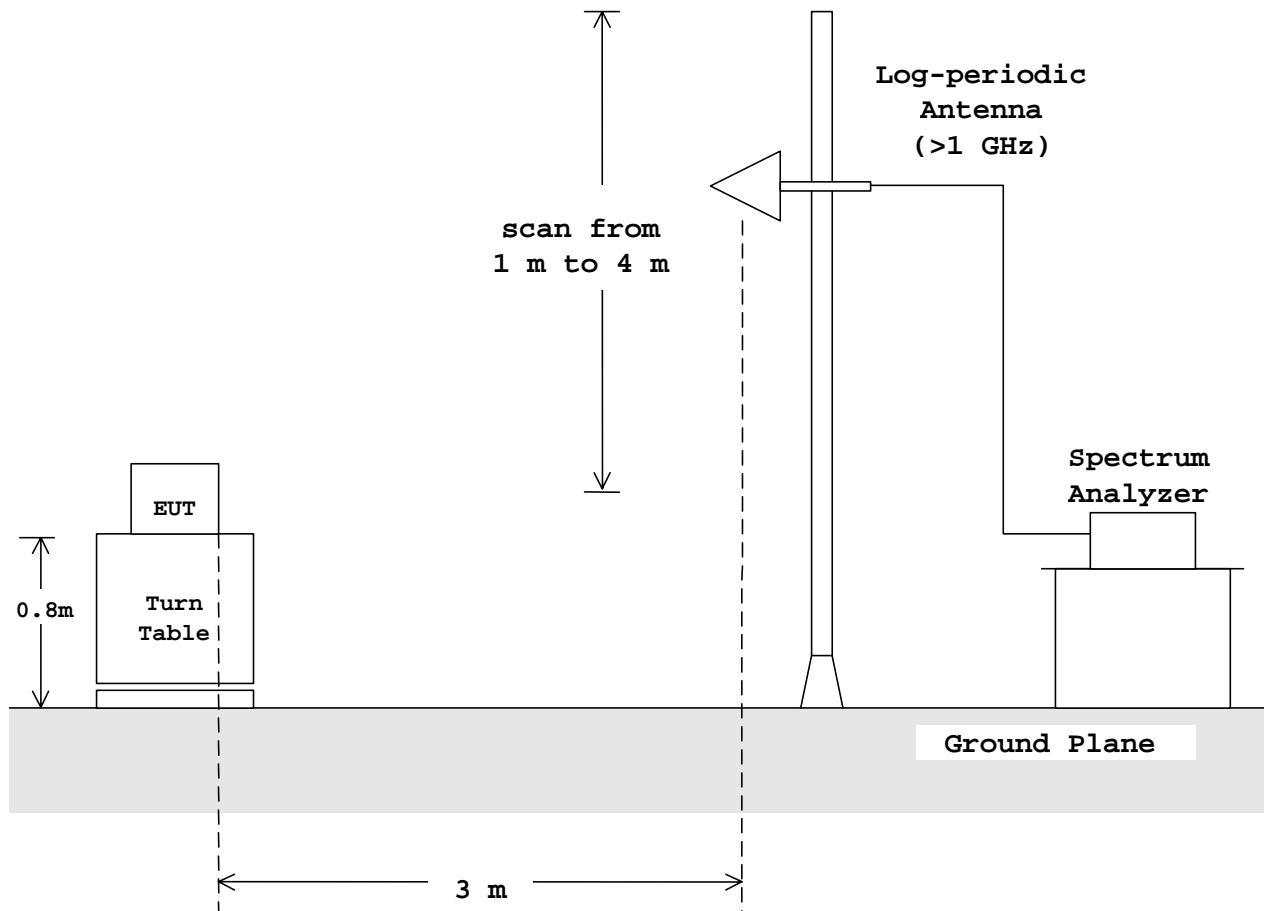 Log-periodic
Antenna
(>1 GHz)
scan from
1 m to 4 m
Spectrum
Analyzer
EUT
0.8m
Turn
Table
Ground Plane
3 m